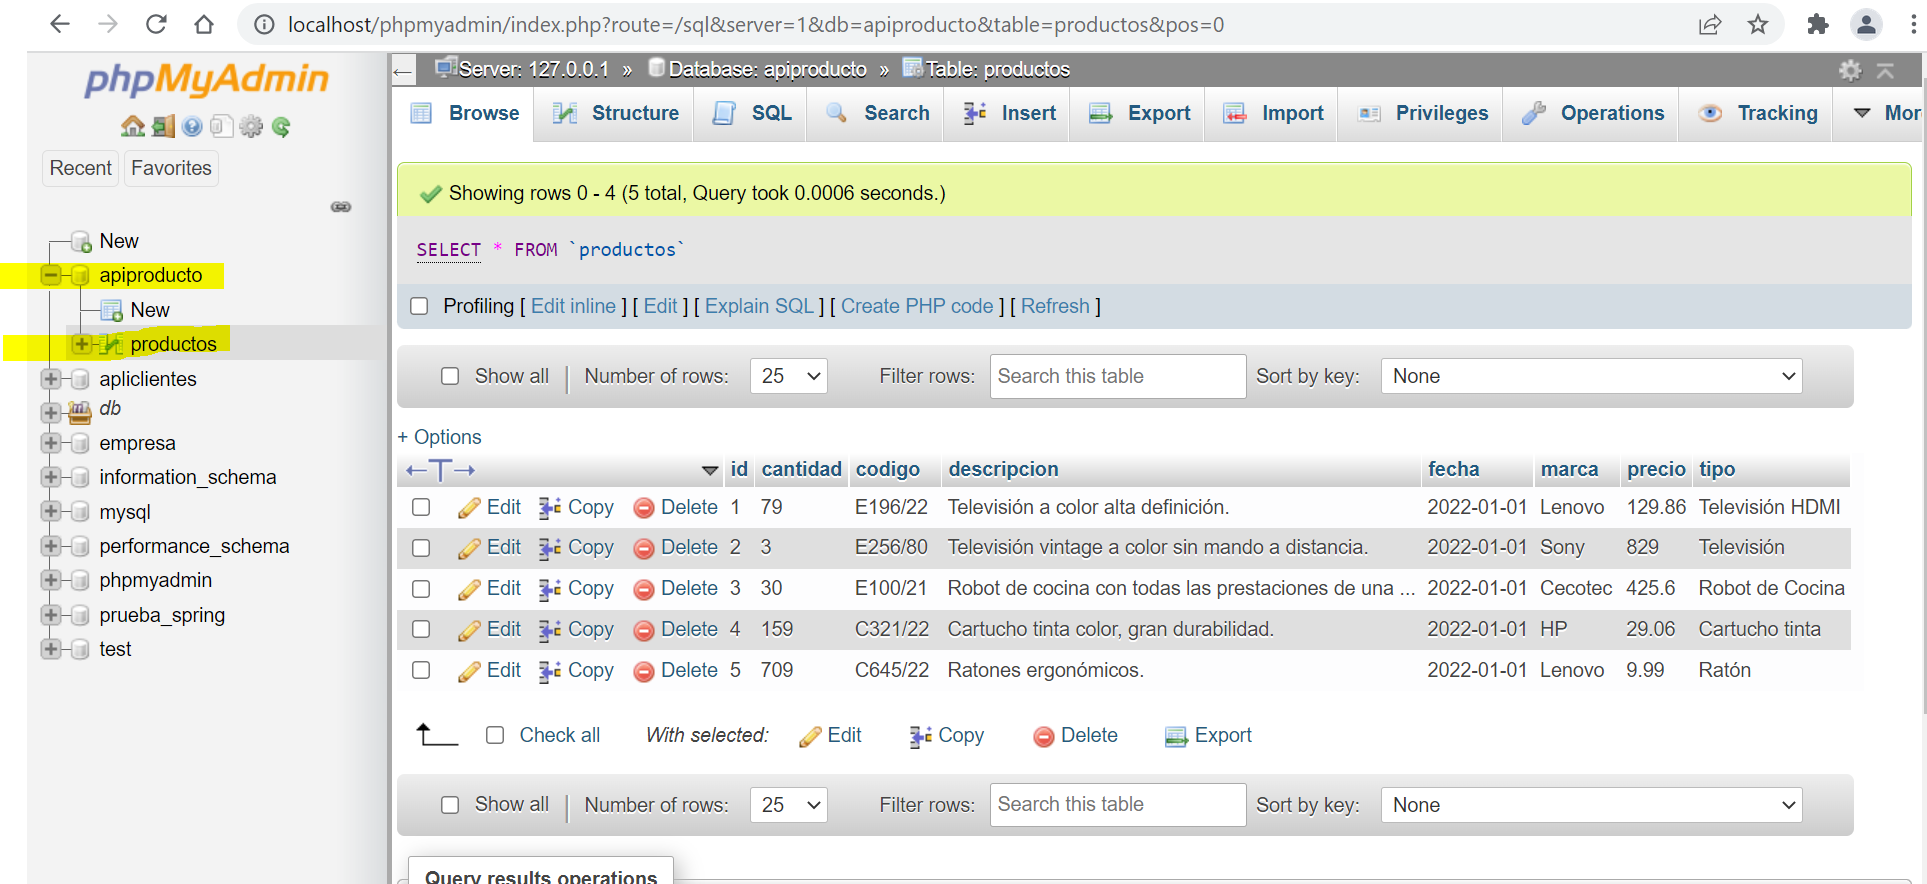 localhost/phpmyadmin/index.php?route=/sql&server=1&db=apiproducto&table=productos&pos=0
phpMyAdmin
Recent Favorites
New
apiproducto
New
productos
apliclientes
db
empresa
information_schema
mysql
performance_schema
phpmyadmin
prueba_spring
test
Server: 127.0.0.1 » Database: apiproducto » Table: productos
Browse Structure SQL Search Insert Export Import Privileges Operations Tracking Mor
Showing rows 0 - 4 (5 total, Query took 0.0006 seconds.)
SELECT * FROM `productos`
Profiling [ Edit inline ] [ Edit ] [ Explain SQL ] [ Create PHP code ] [ Refresh ]
Show all | Number of rows: 25 Filter rows: Search this table Sort by key: None
+ Options
←T→ id cantidad codigo descripcion fecha marca precio tipo
Edit Copy Delete 1 79 E196/22 Televisión a color alta definición. 2022-01-01 Lenovo 129.86 Televisión HDMI
Edit Copy Delete 2 3 E256/80 Televisión vintage a color sin mando a distancia. 2022-01-01 Sony 829 Televisión
Edit Copy Delete 3 30 E100/21 Robot de cocina con todas las prestaciones de una ... 2022-01-01 Cecotec 425.6 Robot de Cocina
Edit Copy Delete 4 159 C321/22 Cartucho tinta color, gran durabilidad. 2022-01-01 HP 29.06 Cartucho tinta
Edit Copy Delete 5 709 C645/22 Ratones ergonómicos. 2022-01-01 Lenovo 9.99 Ratón
Check all With selected: Edit Copy Delete Export
Show all | Number of rows: 25 Filter rows: Search this table Sort by key: None
Query results operations